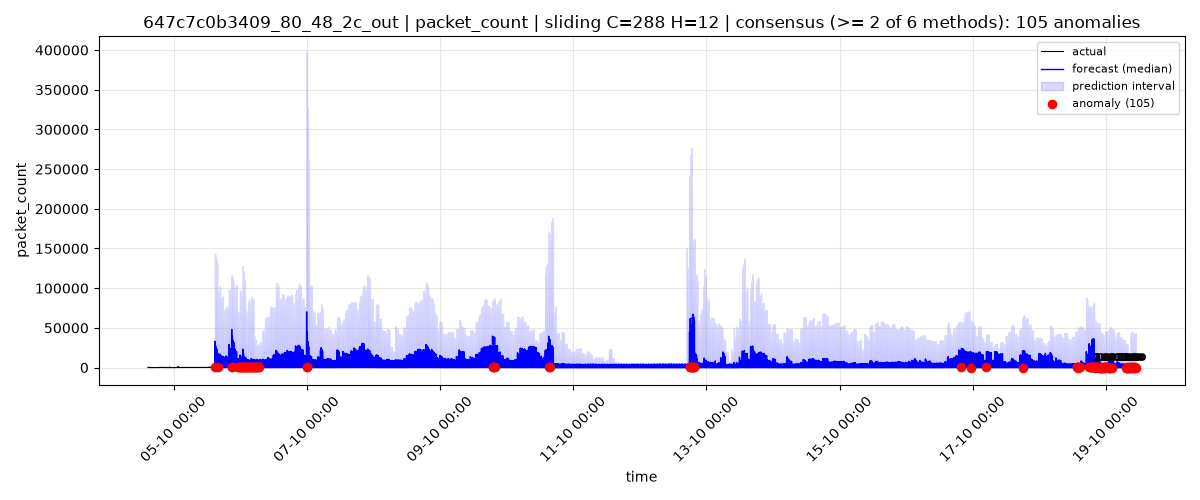 647c7c0b3409_80_48_2c_out | packet_count | sliding C=288 H=12 | consensus (>= 2 of 6 methods): 105 anomalies
actual
forecast (median)
prediction interval
anomaly (105)
packet_count
400000
350000
300000
250000
200000
150000
100000
50000
0
05-10 00:00
07-10 00:00
09-10 00:00
11-10 00:00
13-10 00:00
15-10 00:00
17-10 00:00
19-10 00:00
time